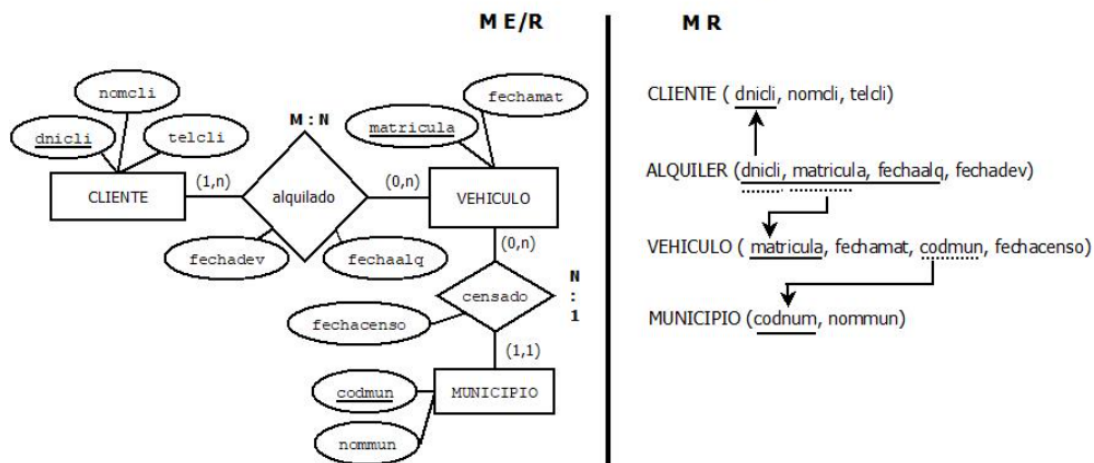 M E/R
nomcli
dnicli
telcli
CLIENTE
(1,n)
M:N
alquilado
fechadev
fechaalq
(0,n)
fechamat
matricula
VEHICULO
(0,n)
censado
N
:
1
fechacenso
(1,1)
codmun
MUNICIPIO
nommun
M R
CLIENTE ( dnicli, nomcli, telcli)
ALQUILER (dnicli, matricula, fechaalq, fechadev)
VEHICULO ( matricula, fechamat, codmun, fechacenso)
MUNICIPIO (codnum, nommun)